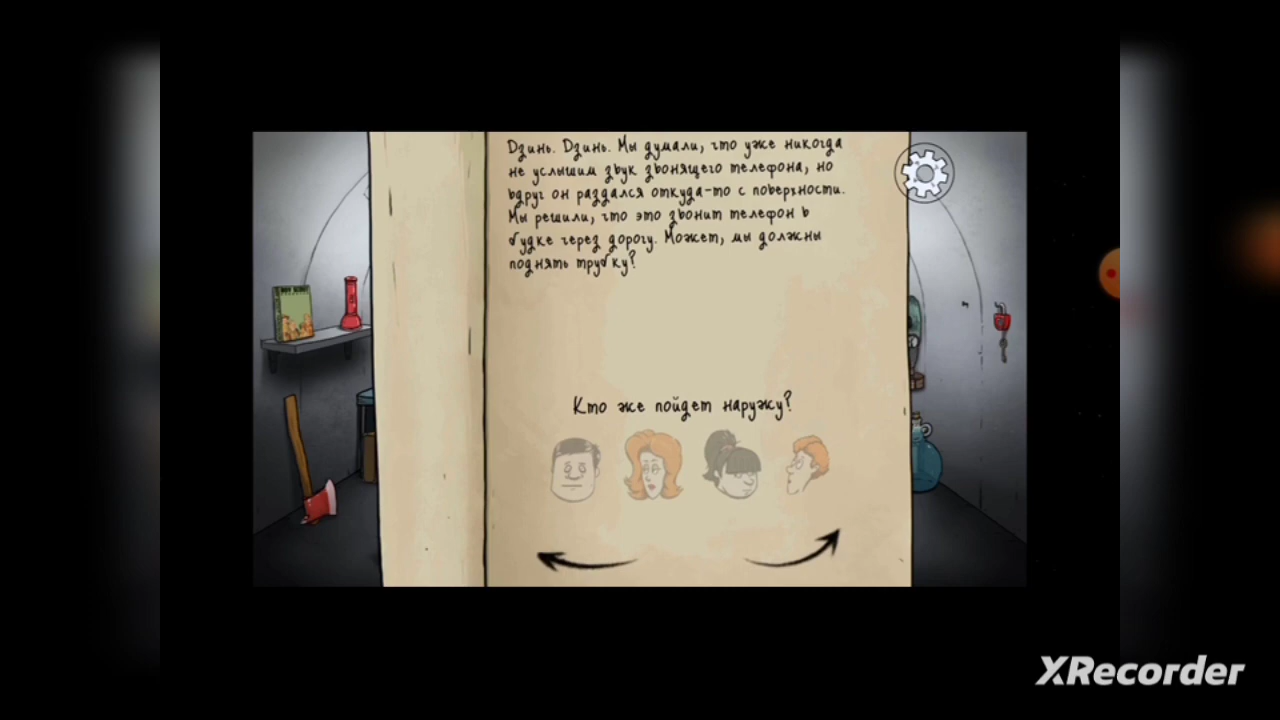 Дзинь. Дзинь. Мы думали, что уже никогда
не услышим звук звонящего телефона, но
вдруг он раздался откуда-то с поверхности.
Мы решили, что это звонит телефон в
будке через дорогу. Может, мы должны
поднять трубку?
BOY SCOUT
Кто же пойдет наружу?
XRecorder